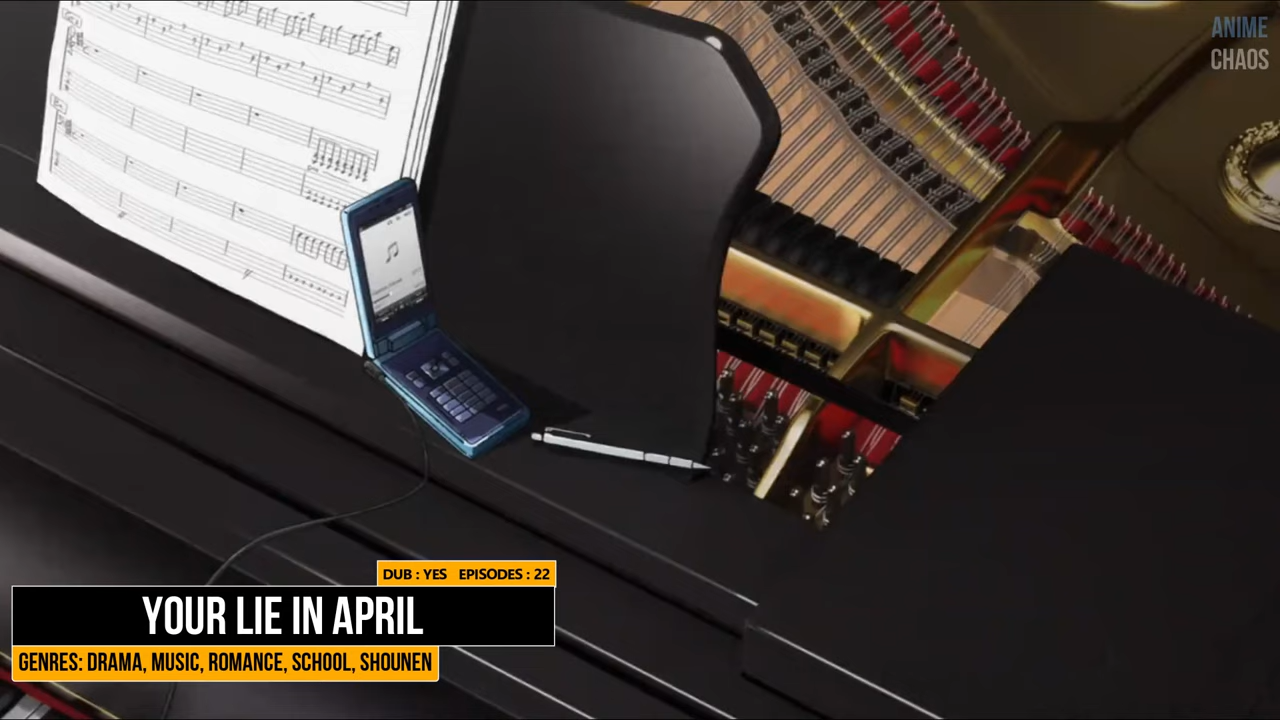 ANIME
CHAOS
DUB : YES EPISODES : 22
YOUR LIE IN APRIL
GENRES: DRAMA, MUSIC, ROMANCE, SCHOOL, SHOUNEN